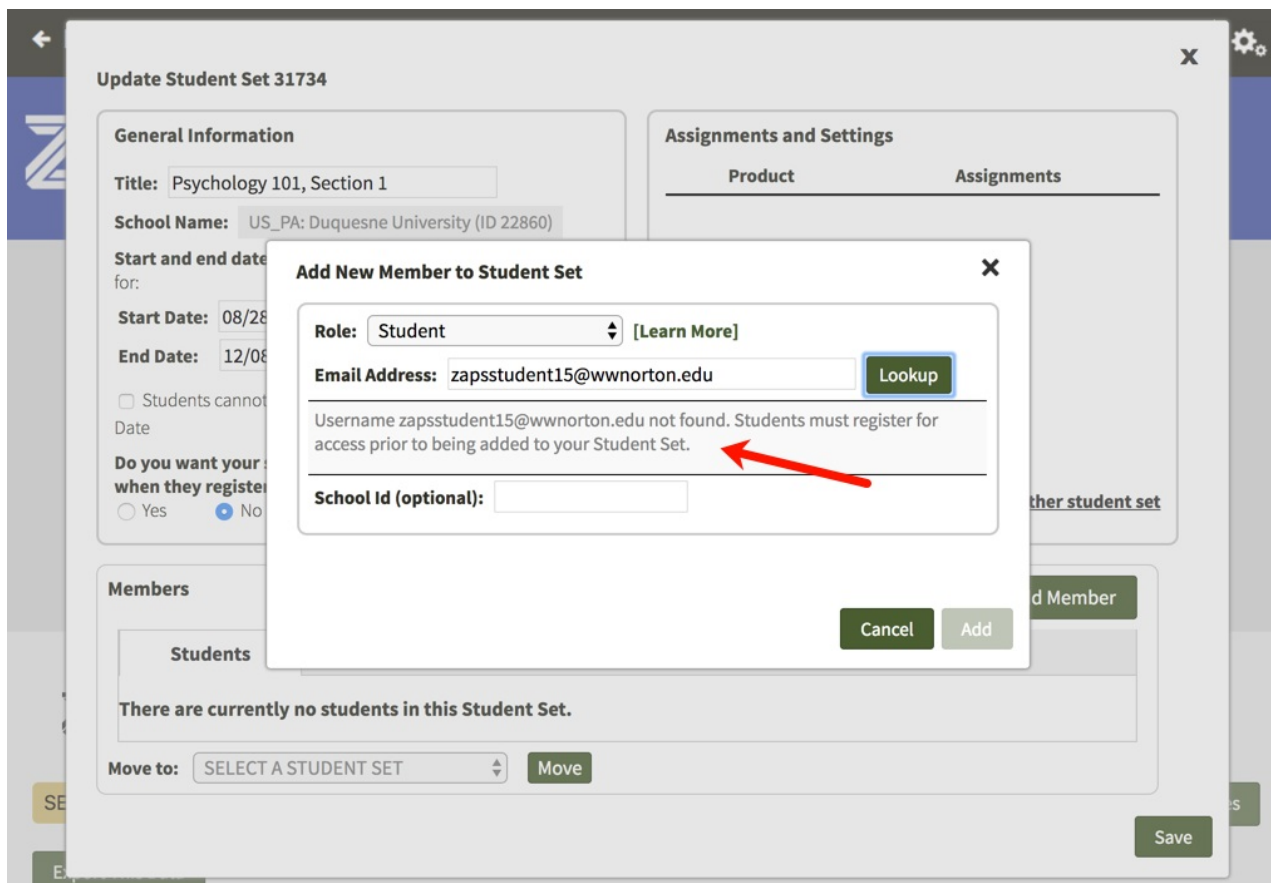 Update Student Set 31734
X
General Information
Title: Psychology 101, Section 1
School Name: US_PA: Duquesne University (ID 22860)
Start and end date
for:
Start Date: 08/28
End Date: 12/08
Students cannot
Date
Do you want your
when they register
Yes No
Assignments and Settings
Product Assignments
ther student set
Add New Member to Student Set
Role: Student [Learn More]
Email Address: zapsstudent15@wwnorton.edu Lookup
Username zapsstudent15@wwnorton.edu not found. Students must register for
access prior to being added to your Student Set.
School Id (optional):
Cancel Add
Members
d Member
Students
There are currently no students in this Student Set.
Move to: SELECT A STUDENT SET Move
SE
Save